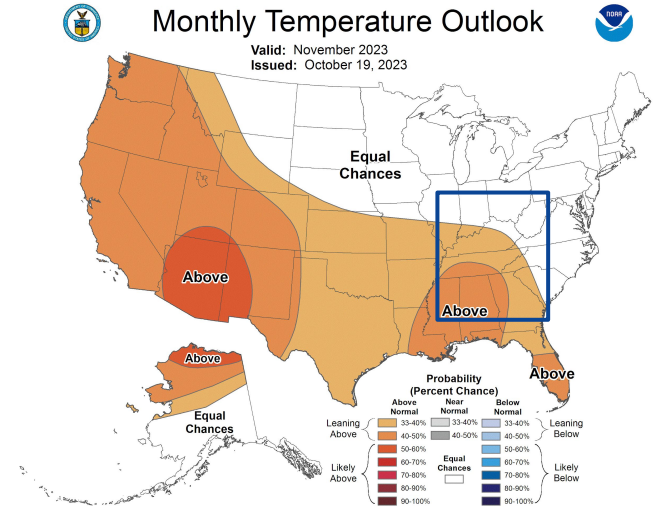 Monthly Temperature Outlook
NOAA
Valid: November 2023
Issued: October 19, 2023
Equal
Chances
Above
Above
Above
Above
Equal
Chances
Probability
(Percent Chance)
Above
Normal
Near
Normal
Below
Normal
Leaning
Above
33-40%
33-40%
33-40%
Leaning
Below
40-50%
40-50%
40-50%
Likely
Above
50-60%
Equal
Chances
50-60%
Likely
Below
60-70%
60-70%
70-80%
70-80%
80-90%
80-90%
90-100%
90-100%